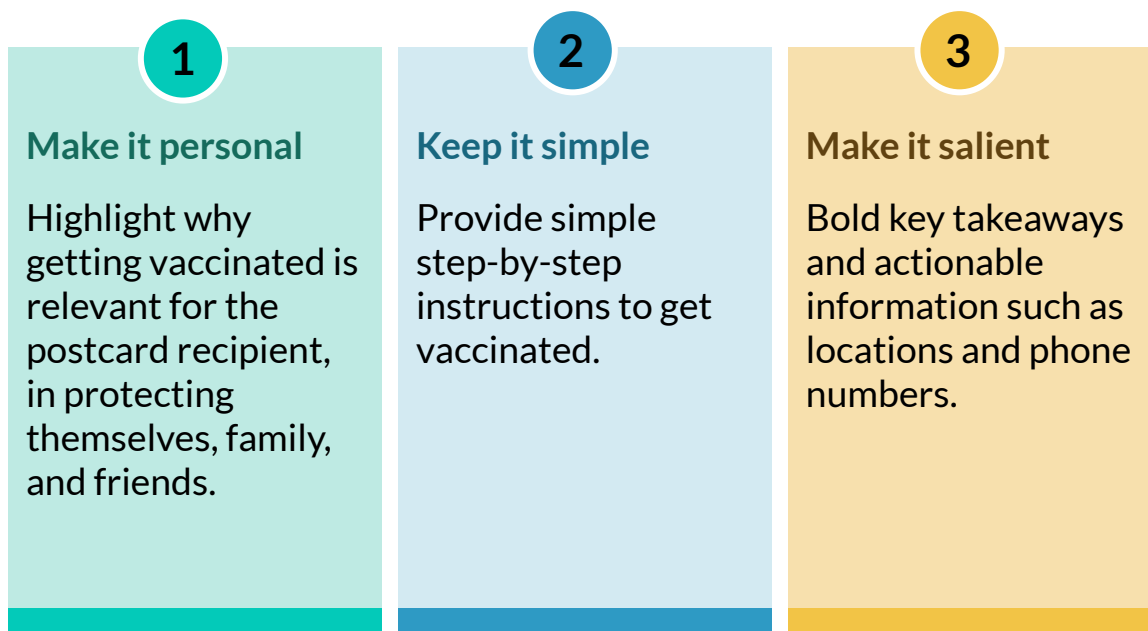 1
Make it personal
Highlight why
getting vaccinated is
relevant for the
postcard recipient,
in protecting
themselves, family,
and friends.
2
Keep it simple
Provide simple
step-by-step
instructions to get
vaccinated.
3
Make it salient
Bold key takeaways
and actionable
information such as
locations and phone
numbers.